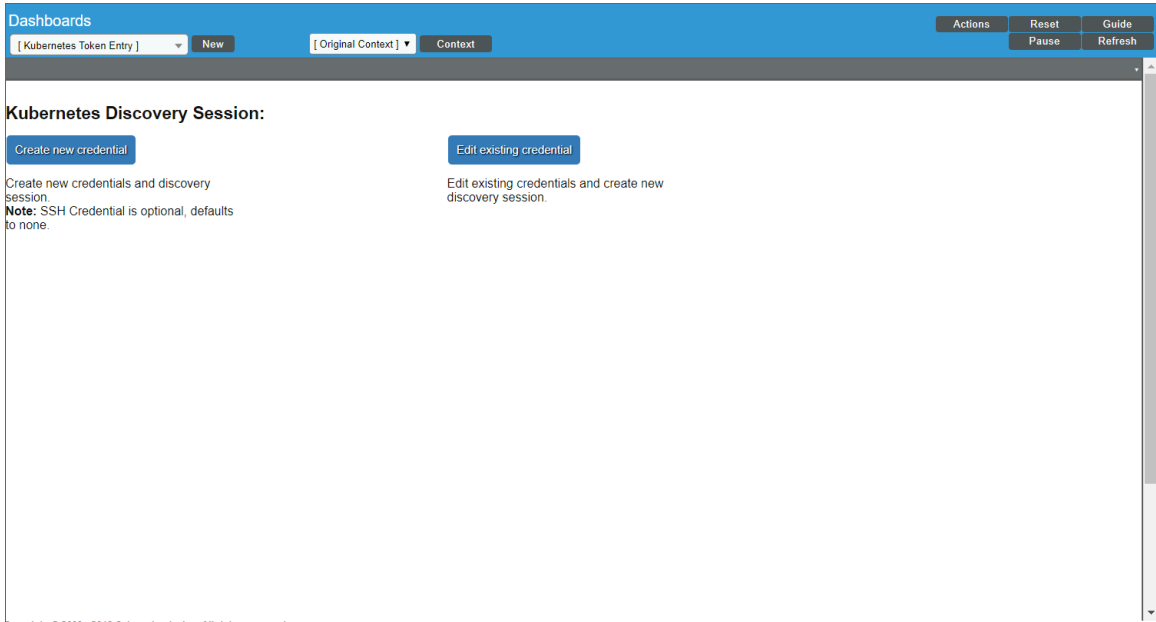 Dashboards
[ Kubernetes Token Entry ] New [ Original Context ] Context
Actions Reset Guide
Pause Refresh
Kubernetes Discovery Session:
Create new credential Edit existing credential
Create new credentials and discovery
session.
Note: SSH Credential is optional, defaults
to none.
Edit existing credentials and create new
discovery session.